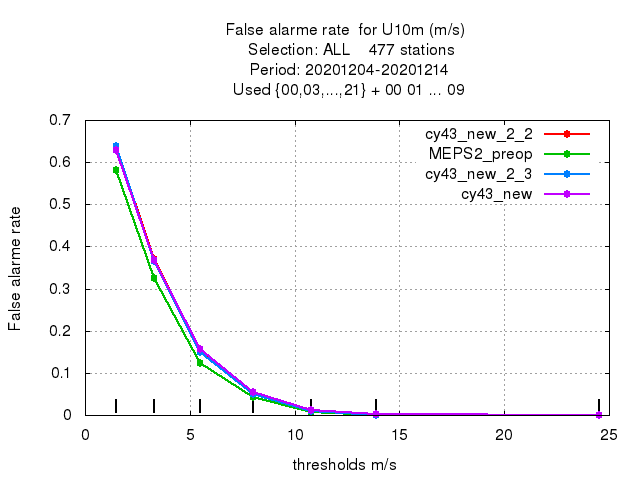 False alarme rate  for U10m (m/s)
Selection: ALL    477 stations
Period: 20201204-20201214
Used {00,03,...,21} + 00 01 ... 09
cy43_new_2_2
MEPS2_preop
cy43_new_2_3
cy43_new
False alarme rate
0.7
0.6
0.5
0.4
0.3
0.2
0.1
0
0 5 10 15 20 25
thresholds m/s